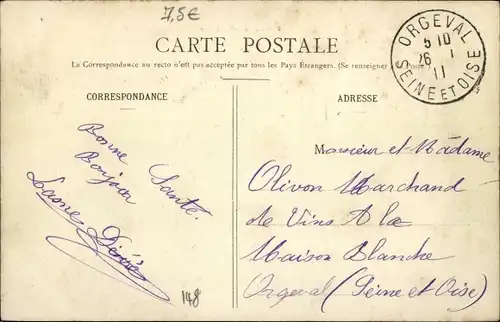 7,5€
CARTE POSTALE
La Correspondance au recto n'est pas acceptée par tous les Pays Étrangers. (Se renseigner à la Poste)
ORGEVAL
5 10
26 - 1
11
SEINE ET OISE
CORRESPONDANCE
Bonne Santé.
Bonjour
148
ADRESSE
Monsieur et Madame
Olivon Marchand
de Vins A la
Maison Blanche
Orgeval (Seine et Oise)